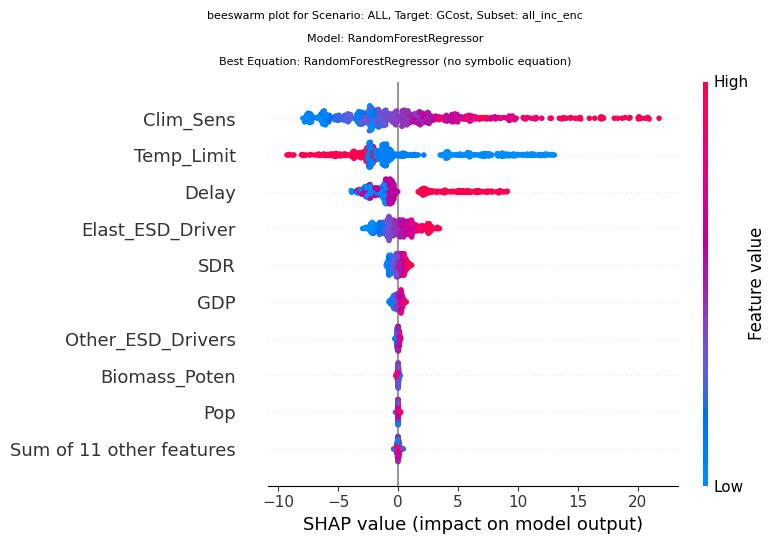 beeswarm plot for Scenario: ALL, Target: GCost, Subset: all_inc_enc
Model: RandomForestRegressor
Best Equation: RandomForestRegressor (no symbolic equation)
High
Clim_Sens
Temp_Limit
Delay
Elast_ESD_Driver
SDR
GDP
Other_ESD_Drivers
Biomass_Poten
Pop
Sum of 11 other features
Feature value
Low
−10 −5 0 5 10 15 20
SHAP value (impact on model output)